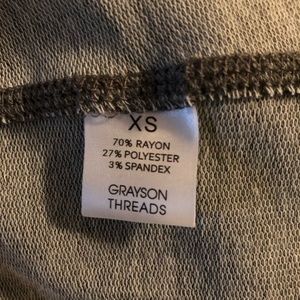 XS
70% RAYON
27% POLYESTER
3% SPANDEX
GRAYSON
THREADS